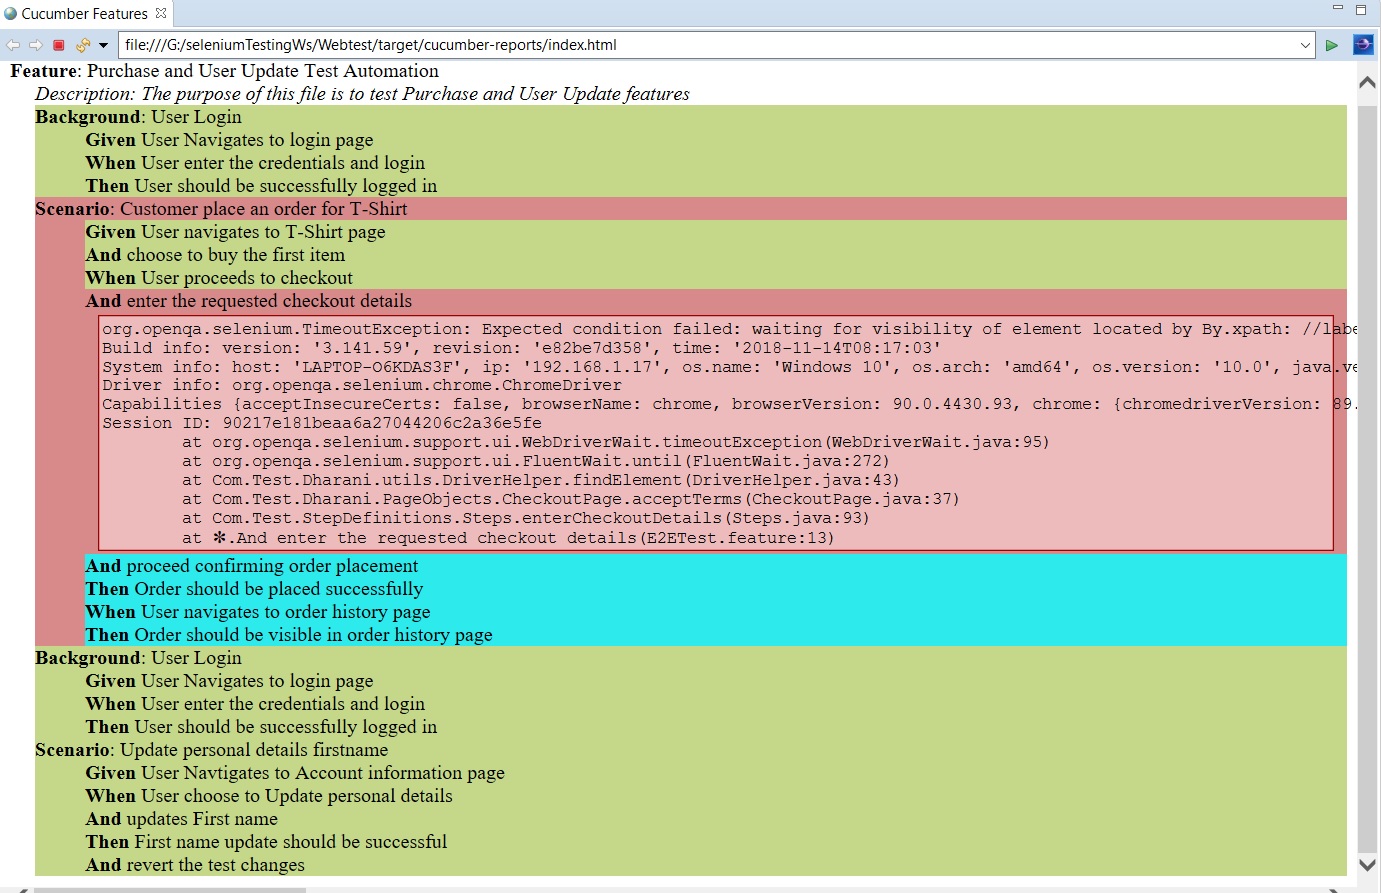 Cucumber Features
file:///G:/seleniumTestingWs/Webtest/target/cucumber-reports/index.html
Feature: Purchase and User Update Test Automation
Description: The purpose of this file is to test Purchase and User Update features
Background: User Login
Given User Navigates to login page
When User enter the credentials and login
Then User should be successfully logged in
Scenario: Customer place an order for T-Shirt
Given User navigates to T-Shirt page
And choose to buy the first item
When User proceeds to checkout
And enter the requested checkout details
org.openqa.selenium.TimeoutException: Expected condition failed: waiting for visibility of element located by By.xpath: //labe
Build info: version: '3.141.59', revision: 'e82be7d358', time: '2018-11-14T08:17:03'
System info: host: 'LAPTOP-O6KDAS3F', ip: '192.168.1.17', os.name: 'Windows 10', os.arch: 'amd64', os.version: '10.0', java.ve
Driver info: org.openqa.selenium.chrome.ChromeDriver
Capabilities {acceptInsecureCerts: false, browserName: chrome, browserVersion: 90.0.4430.93, chrome: {chromedriverVersion: 89.
Session ID: 90217e181beaa6a27044206c2a36e5fe
at org.openqa.selenium.support.ui.WebDriverWait.timeoutException(WebDriverWait.java:95)
at org.openqa.selenium.support.ui.FluentWait.until(FluentWait.java:272)
at Com.Test.Dharani.utils.DriverHelper.findElement(DriverHelper.java:43)
at Com.Test.Dharani.PageObjects.CheckoutPage.acceptTerms(CheckoutPage.java:37)
at Com.Test.StepDefinitions.Steps.enterCheckoutDetails(Steps.java:93)
at ✻.And enter the requested checkout details(E2ETest.feature:13)
And proceed confirming order placement
Then Order should be placed successfully
When User navigates to order history page
Then Order should be visible in order history page
Background: User Login
Given User Navigates to login page
When User enter the credentials and login
Then User should be successfully logged in
Scenario: Update personal details firstname
Given User Navtigates to Account information page
When User choose to Update personal details
And updates First name
Then First name update should be successful
And revert the test changes